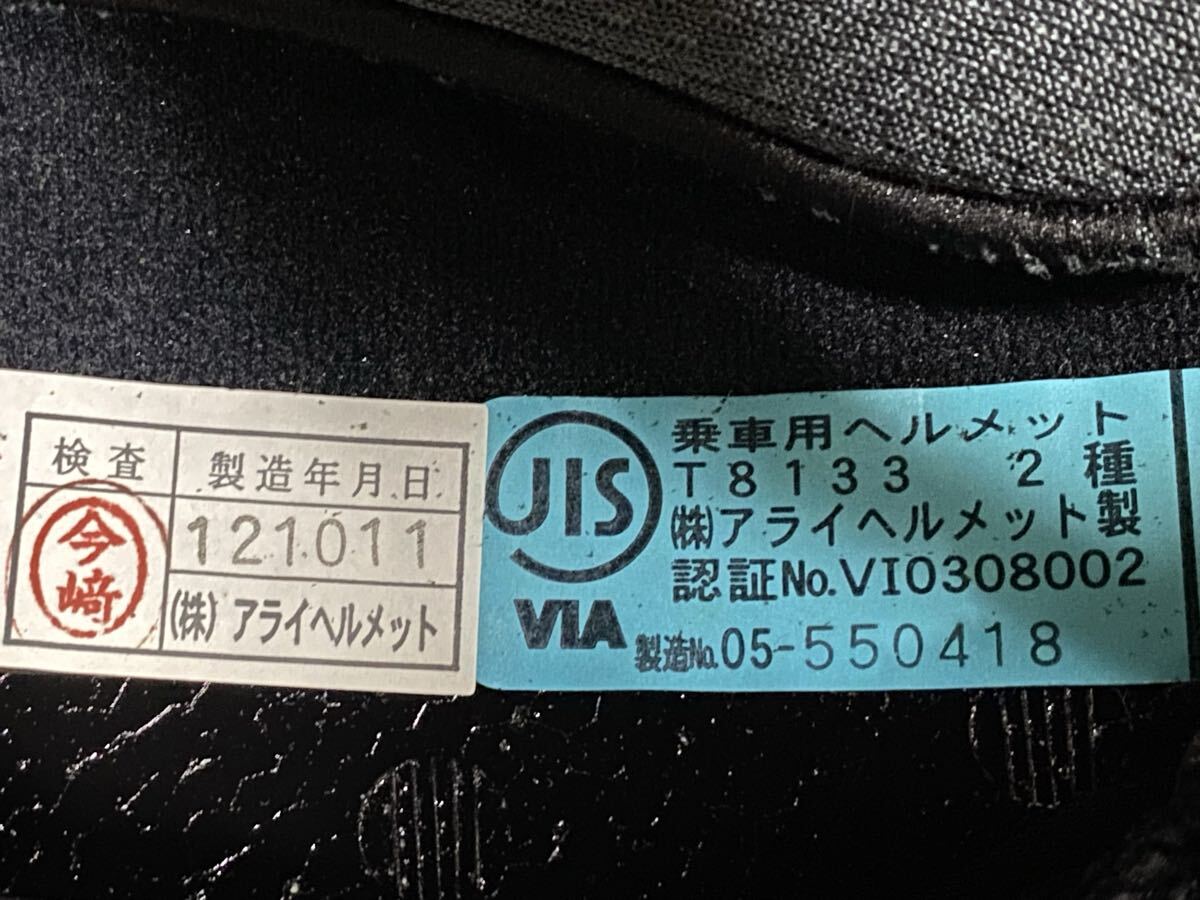 検査
製造年月日
今﨑
121011
(株) アライヘルメット
JIS
VIA
乗車用ヘルメット
T8133 2種
(株)アライヘルメット製
認証No.VI0308002
製造No.05-550418